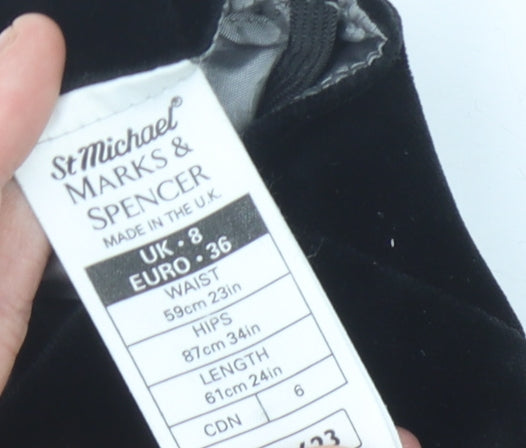 St Michael®
MARKS &
SPENCER
MADE IN THE U.K.
UK • 8
EURO • 36
WAIST
59cm 23in
HIPS
87cm 34in
LENGTH
61cm 24in
CDN 6